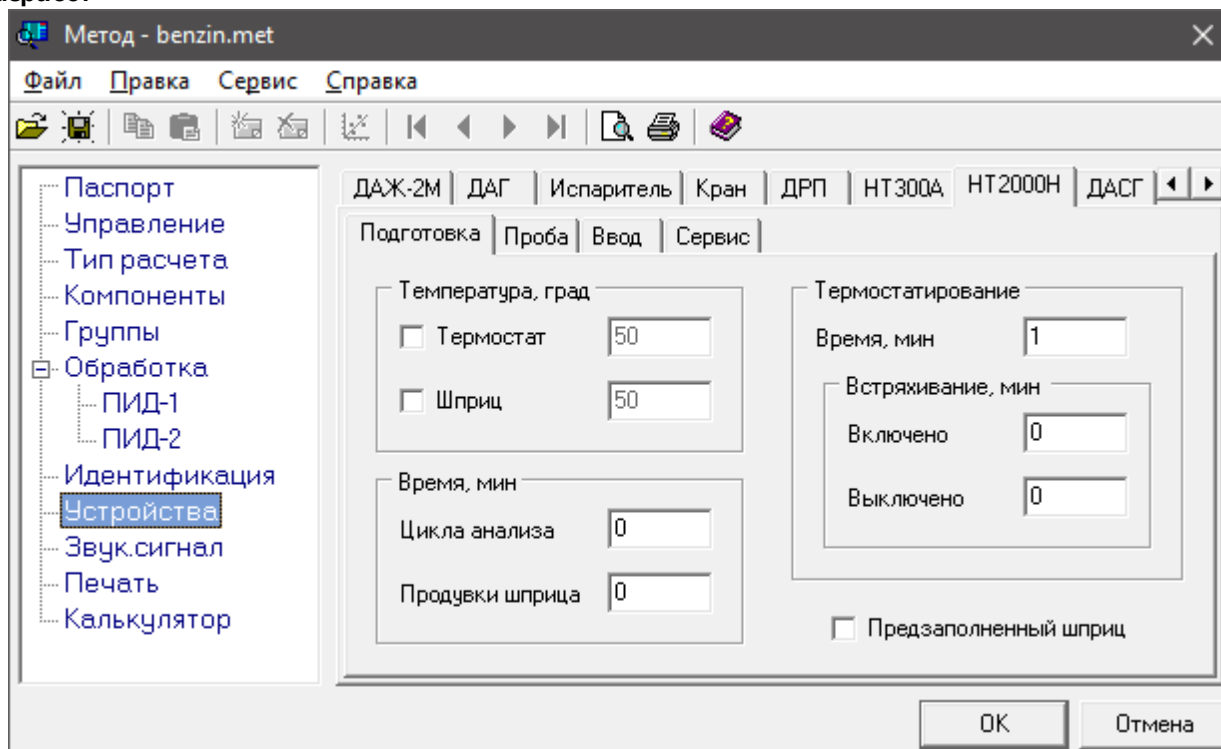 Метод - benzin.met
Файл Правка Сервис Справка
Паспорт
Управление
Тип расчета
Компоненты
Группы
Обработка
ПИД-1
ПИД-2
Идентификация
Устройства
Звук.сигнал
Печать
Калькулятор
ДАЖ-2М ДАГ Испаритель Кран ДРП НТ300А НТ2000Н ДАСГ
Подготовка Проба Ввод Сервис
Температура, град
Термостат 50
Шприц 50
Время, мин
Цикла анализа 0
Продувки шприца 0
Термостатирование
Время, мин 1
Встряхивание, мин
Включено 0
Выключено 0
Предзаполненный шприц
OK Отмена